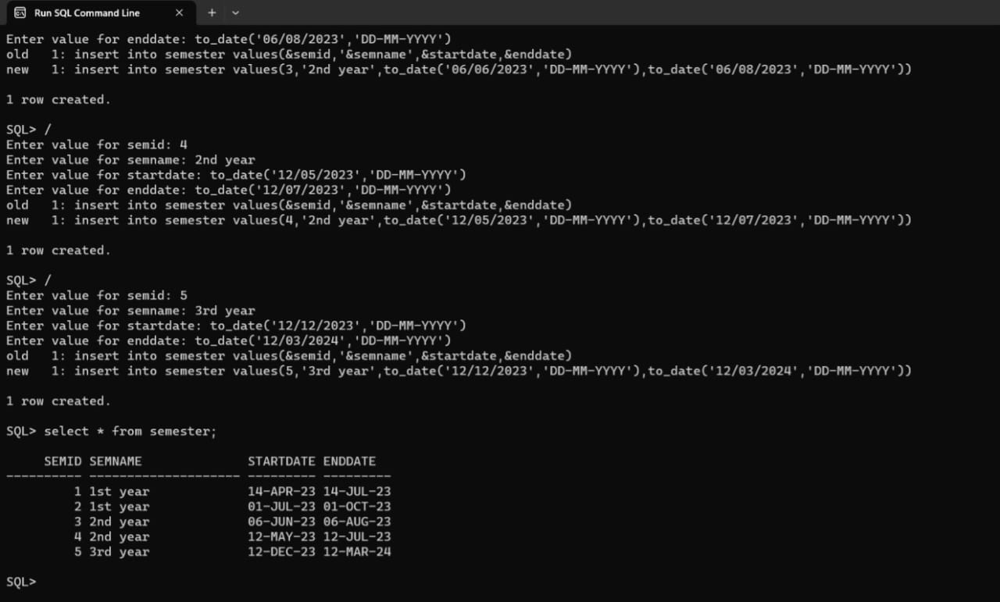 Run SQL Command Line
Enter value for enddate: to_date('06/08/2023','DD-MM-YYYY')
old   1: insert into semester values(&semid,'&semname',&startdate,&enddate)
new   1: insert into semester values(3,'2nd year',to_date('06/06/2023','DD-MM-YYYY'),to_date('06/08/2023','DD-MM-YYYY'))
1 row created.
SQL> /
Enter value for semid: 4
Enter value for semname: 2nd year
Enter value for startdate: to_date('12/05/2023','DD-MM-YYYY')
Enter value for enddate: to_date('12/07/2023','DD-MM-YYYY')
old   1: insert into semester values(&semid,'&semname',&startdate,&enddate)
new   1: insert into semester values(4,'2nd year',to_date('12/05/2023','DD-MM-YYYY'),to_date('12/07/2023','DD-MM-YYYY'))
1 row created.
SQL> /
Enter value for semid: 5
Enter value for semname: 3rd year
Enter value for startdate: to_date('12/12/2023','DD-MM-YYYY')
Enter value for enddate: to_date('12/03/2024','DD-MM-YYYY')
old   1: insert into semester values(&semid,'&semname',&startdate,&enddate)
new   1: insert into semester values(5,'3rd year',to_date('12/12/2023','DD-MM-YYYY'),to_date('12/03/2024','DD-MM-YYYY'))
1 row created.
SQL> select * from semester;
     SEMID SEMNAME              STARTDATE ENDDATE
---------- -------------------- --------- ---------
         1 1st year             14-APR-23 14-JUL-23
         2 1st year             01-JUL-23 01-OCT-23
         3 2nd year             06-JUN-23 06-AUG-23
         4 2nd year             12-MAY-23 12-JUL-23
         5 3rd year             12-DEC-23 12-MAR-24
SQL>